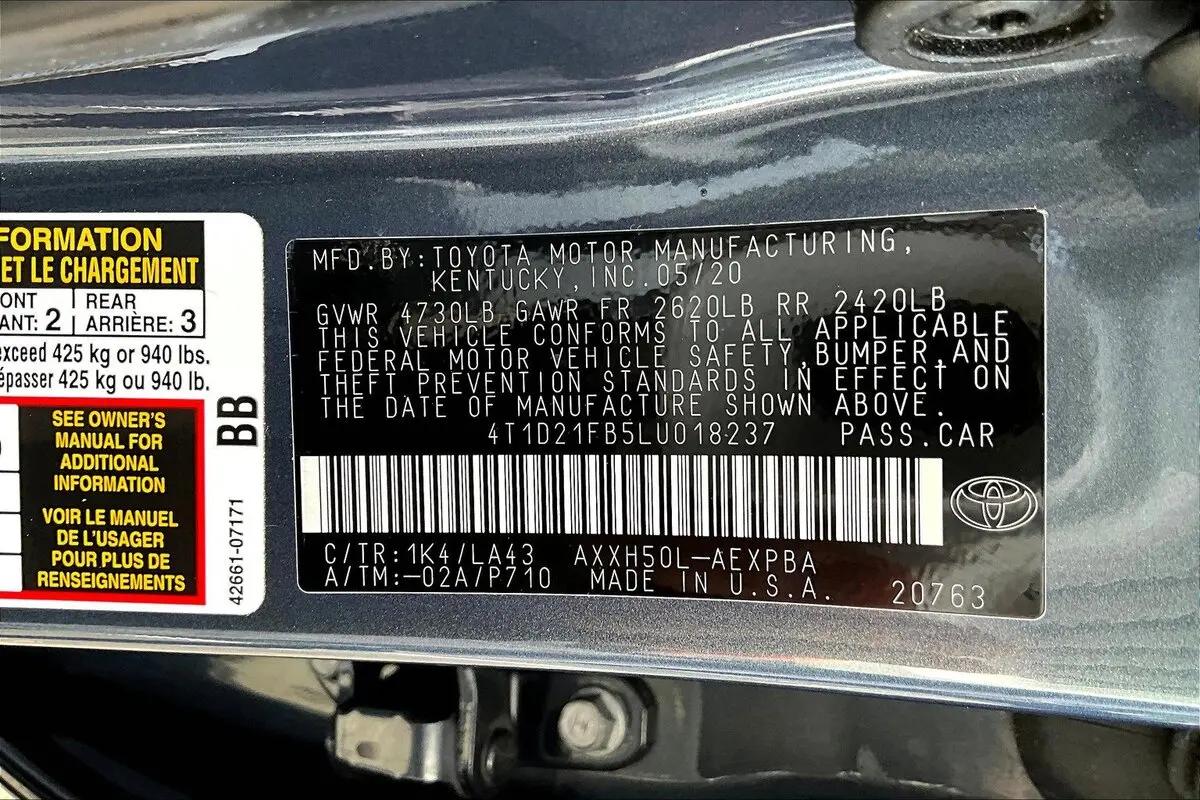 FORMATION
ET LE CHARGEMENT
ONT | REAR
ANT: 2 | ARRIÈRE: 3
exceed 425 kg or 940 lbs.
épasser 425 kg ou 940 lb.
SEE OWNER'S
MANUAL FOR
ADDITIONAL
INFORMATION
VOIR LE MANUEL
DE L'USAGER
POUR PLUS DE
RENSEIGNEMENTS
BB
42661-07171
MFD.BY:TOYOTA MOTOR MANUFACTURING,
KENTUCKY, INC.05/20
GVWR 4730LB GAWR FR 2620LB RR 2420LB
THIS VEHICLE CONFORMS TO ALL APPLICABLE
FEDERAL MOTOR VEHICLE SAFETY,BUMPER,AND
THEFT PREVENTION STANDARDS IN EFFECT ON
THE DATE OF MANUFACTURE SHOWN ABOVE.
4T1D21FB5LU018237 PASS.CAR
C/TR:1K4/LA43 AXXH50L-AEXPBA
A/TM:-02A/P710 MADE IN U.S.A. 20763